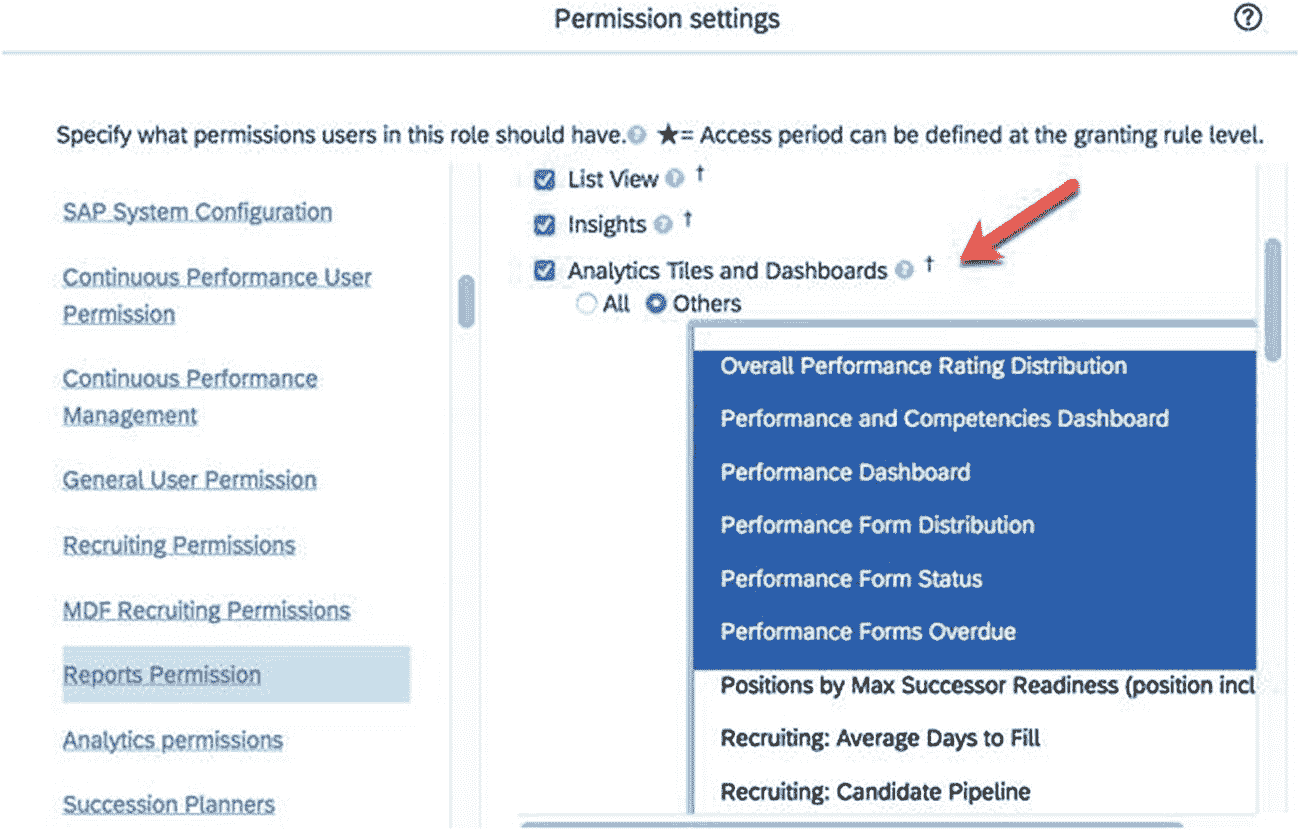 Permission settings
Specify what permissions users in this role should have. ★= Access period can be defined at the granting rule level.
SAP System Configuration
Continuous Performance User
Permission
Continuous Performance
Management
General User Permission
Recruiting Permissions
MDF Recruiting Permissions
Reports Permission
Analytics permissions
Succession Planners
List View †
Insights †
Analytics Tiles and Dashboards †
All Others
Overall Performance Rating Distribution
Performance and Competencies Dashboard
Performance Dashboard
Performance Form Distribution
Performance Form Status
Performance Forms Overdue
Positions by Max Successor Readiness (position incl
Recruiting: Average Days to Fill
Recruiting: Candidate Pipeline